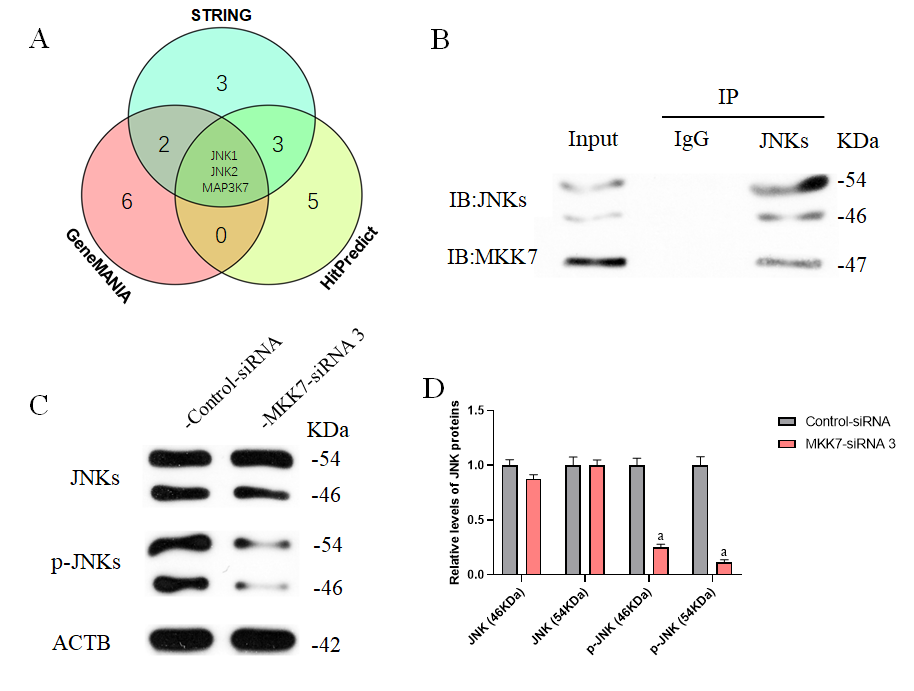 A
STRING
3
2
3
JNK1
JNK2
MAP3K7
6
5
0
GeneMANIA
HitPredict
B
IP
Input
IgG
JNKs
KDa
IB:JNKs
-54
-46
IB:MKK7
-47
C
-Control-siRNA
-MKK7-siRNA 3
KDa
JNKs
-54
-46
p-JNKs
-54
-46
ACTB
-42
D
Relative levels of JNK proteins
1.5
1.0
0.5
0.0
a
a
JNK (46KDa)
JNK (54KDa)
p-JNK (46KDa)
p-JNK (54KDa)
Control-siRNA
MKK7-siRNA 3